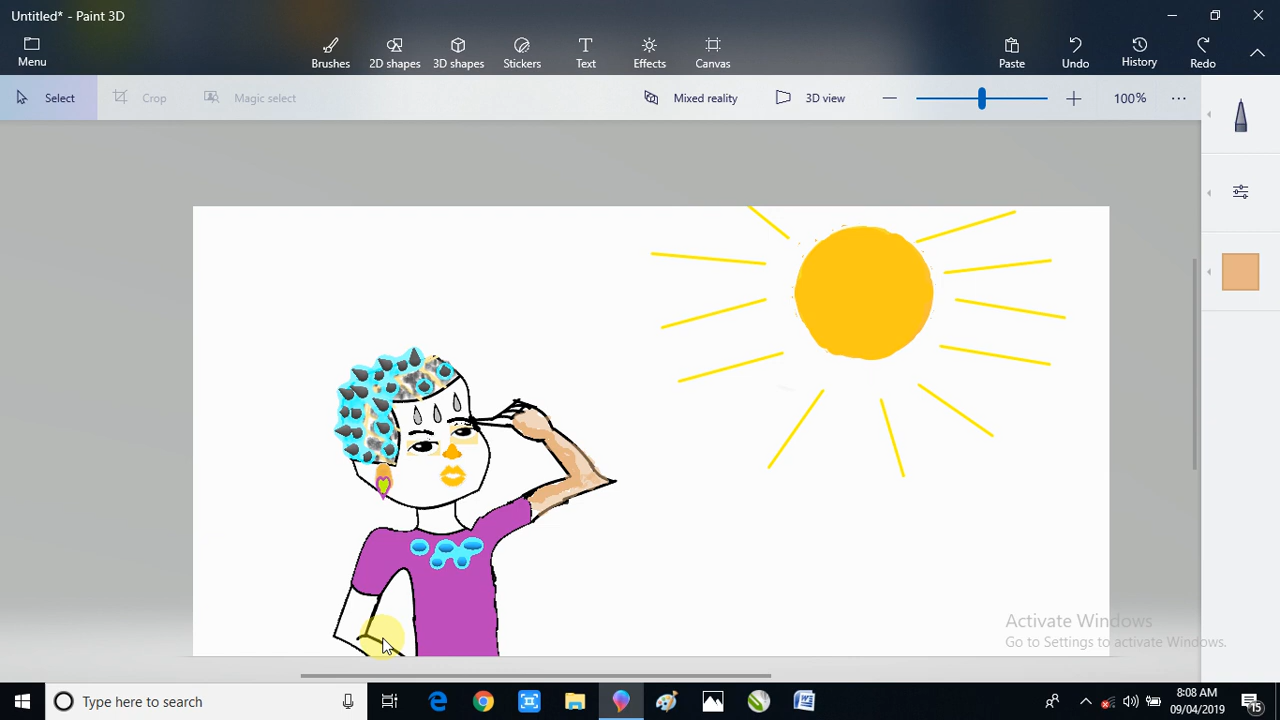 Untitled* - Paint 3D
Menu
Brushes
2D shapes
3D shapes
Stickers
Text
Effects
Canvas
Paste
Undo
History
Redo
Select
Crop
Magic select
Mixed reality
3D view
100%
Activate Windows
Go to Settings to activate Windows.
Type here to search
8:08 AM
09/04/2019
15